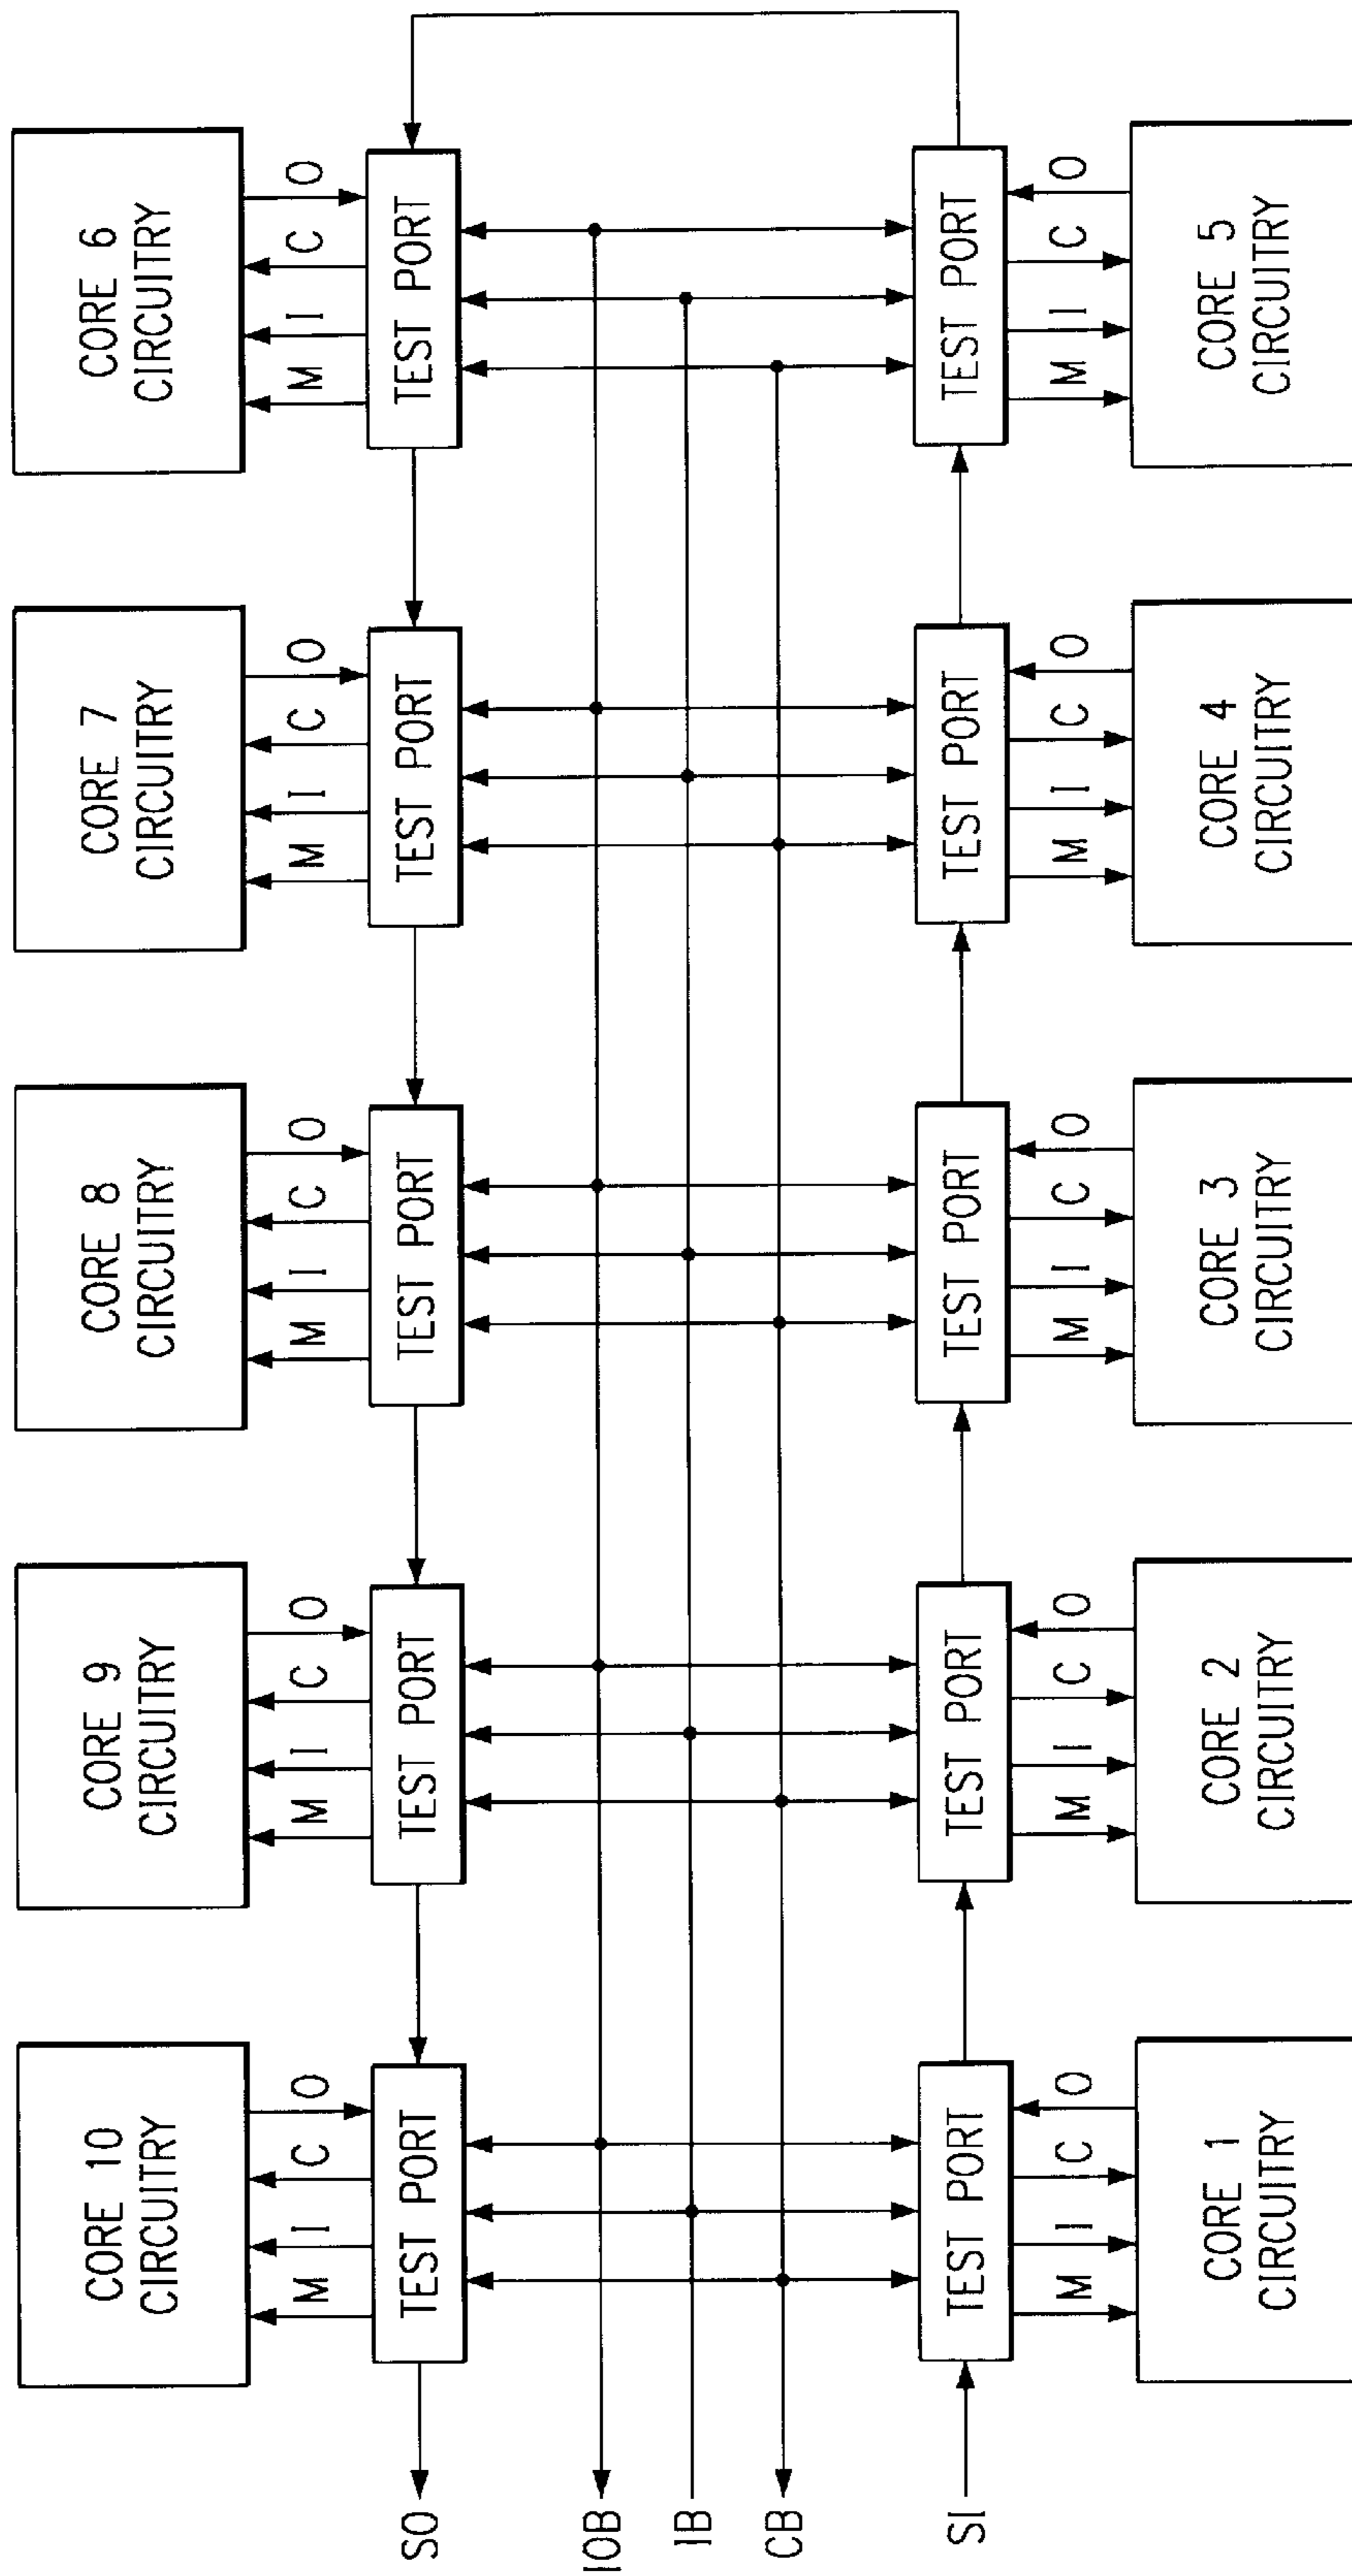 CORE 10 CORE 9 CORE 8 CORE 7 CORE 6
CIRCUITRY CIRCUITRY CIRCUITRY CIRCUITRY CIRCUITRY
M I C O M I C O M I C O M I C O M I C O
SO TEST PORT TEST PORT TEST PORT TEST PORT TEST PORT
IOB
IB
CB
SI TEST PORT TEST PORT TEST PORT TEST PORT TEST PORT
M I C O M I C O M I C O M I C O M I C O
CORE 1 CORE 2 CORE 3 CORE 4 CORE 5
CIRCUITRY CIRCUITRY CIRCUITRY CIRCUITRY CIRCUITRY